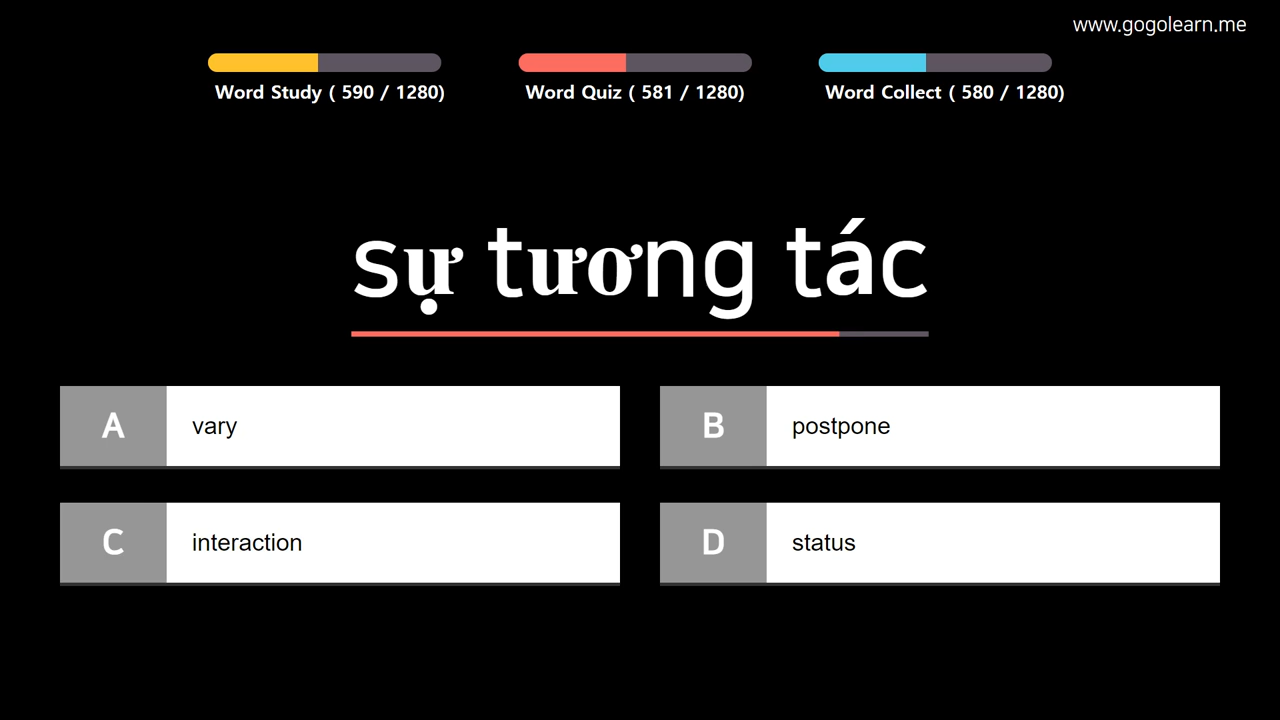 www.gogolearn.me
Word Study ( 590 / 1280)
Word Quiz ( 581 / 1280)
Word Collect ( 580 / 1280)
sự tương tác
A vary
B postpone
C interaction
D status